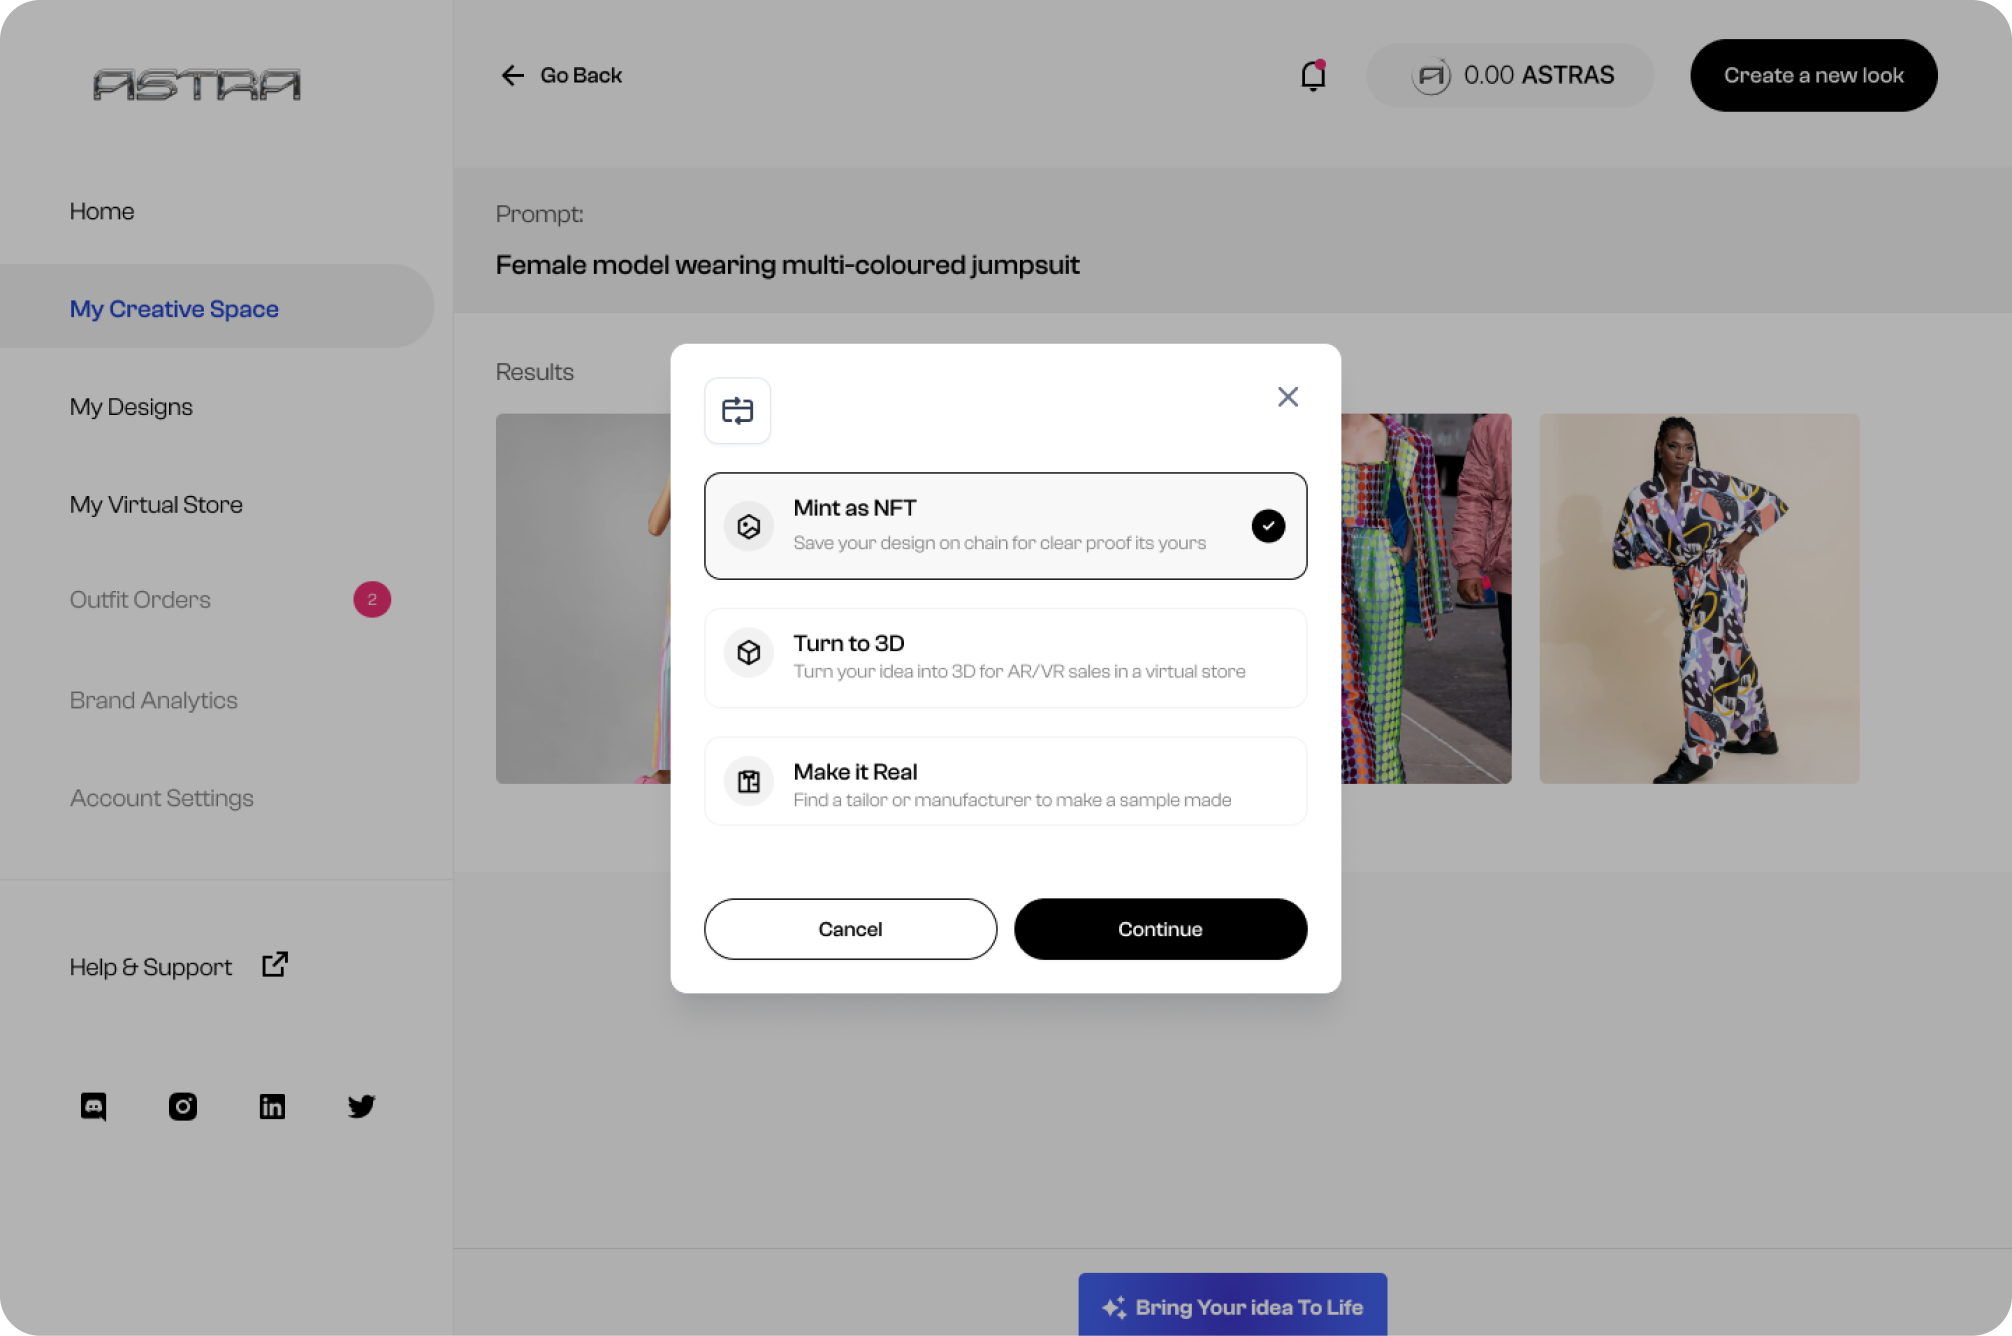 ASTRA
Home
My Creative Space
My Designs
My Virtual Store
Outfit Orders
2
Brand Analytics
Account Settings
Help & Support
Go Back
0.00 ASTRAS
Create a new look
Prompt:
Female model wearing multi-coloured jumpsuit
Results
Mint as NFT
Save your design on chain for clear proof its yours
Turn to 3D
Turn your idea into 3D for AR/VR sales in a virtual store
Make it Real
Find a tailor or manufacturer to make a sample made
Cancel
Continue
Bring Your idea To Life